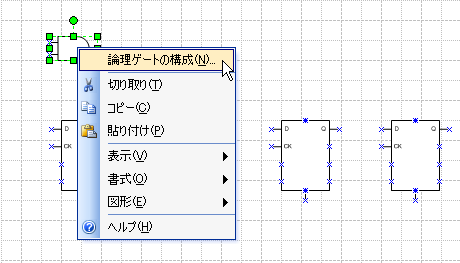 論理ゲートの構成(N)...
切り取り(T)
コピー(C)
貼り付け(P)
表示(V)
書式(O)
図形(E)
ヘルプ(H)
D
CK
D Q
CK
D Q
CK